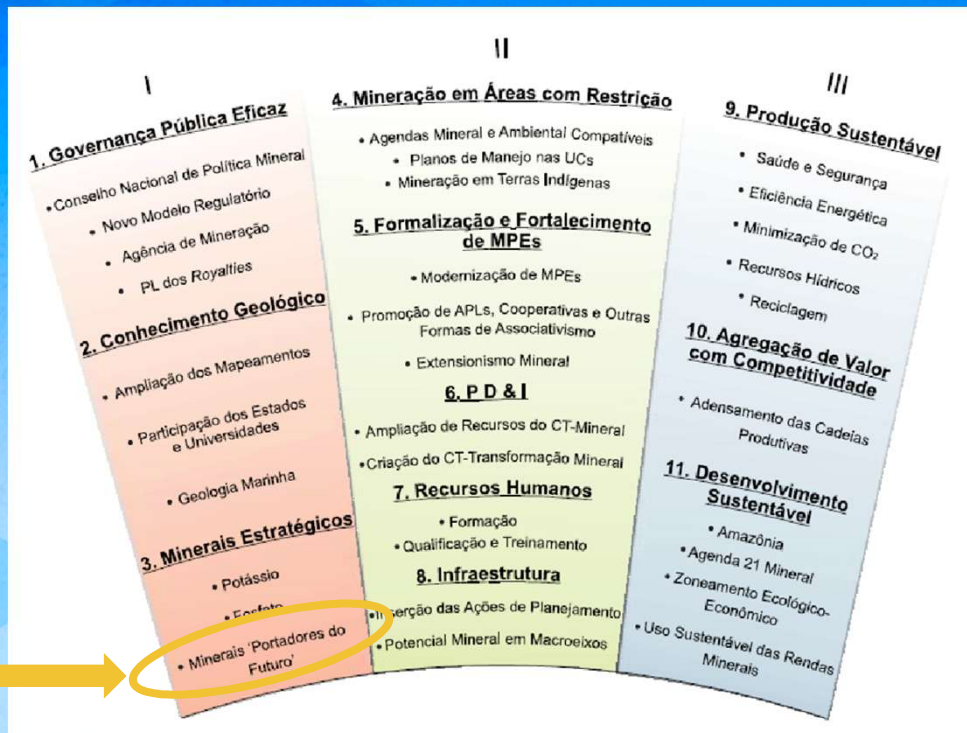 I
1. Governança Pública Eficaz
•Conselho Nacional de Política Mineral
• Novo Modelo Regulatório
• Agência de Mineração
• PL dos Royalties
2. Conhecimento Geológico
• Ampliação dos Mapeamentos
• Participação dos Estados
e Universidades
• Geologia Marinha
3. Minerais Estratégicos
• Potássio
• Fosfato
• Minerais 'Portadores do
Futuro'
II
4. Mineração em Áreas com Restrição
• Agendas Mineral e Ambiental Compatíveis
• Planos de Manejo nas UCs
• Mineração em Terras Indígenas
5. Formalização e Fortalecimento
de MPEs
• Modernização de MPEs
• Promoção de APLs, Cooperativas e Outras
Formas de Associativismo
• Extensionismo Mineral
6. P D & I
• Ampliação de Recursos do CT-Mineral
•Criação do CT-Transformação Mineral
7. Recursos Humanos
• Formação
• Qualificação e Treinamento
8. Infraestrutura
•Inserção das Ações de Planejamento
•Potencial Mineral em Macroeixos
III
9. Produção Sustentável
• Saúde e Segurança
• Eficiência Energética
• Minimização de CO₂
• Recursos Hídricos
• Reciclagem
10. Agregação de Valor
com Competitividade
• Adensamento das Cadeias
Produtivas
11. Desenvolvimento
Sustentável
• Amazônia
• Agenda 21 Mineral
• Zoneamento Ecológico-
Econômico
• Uso Sustentável das Rendas
Minerais